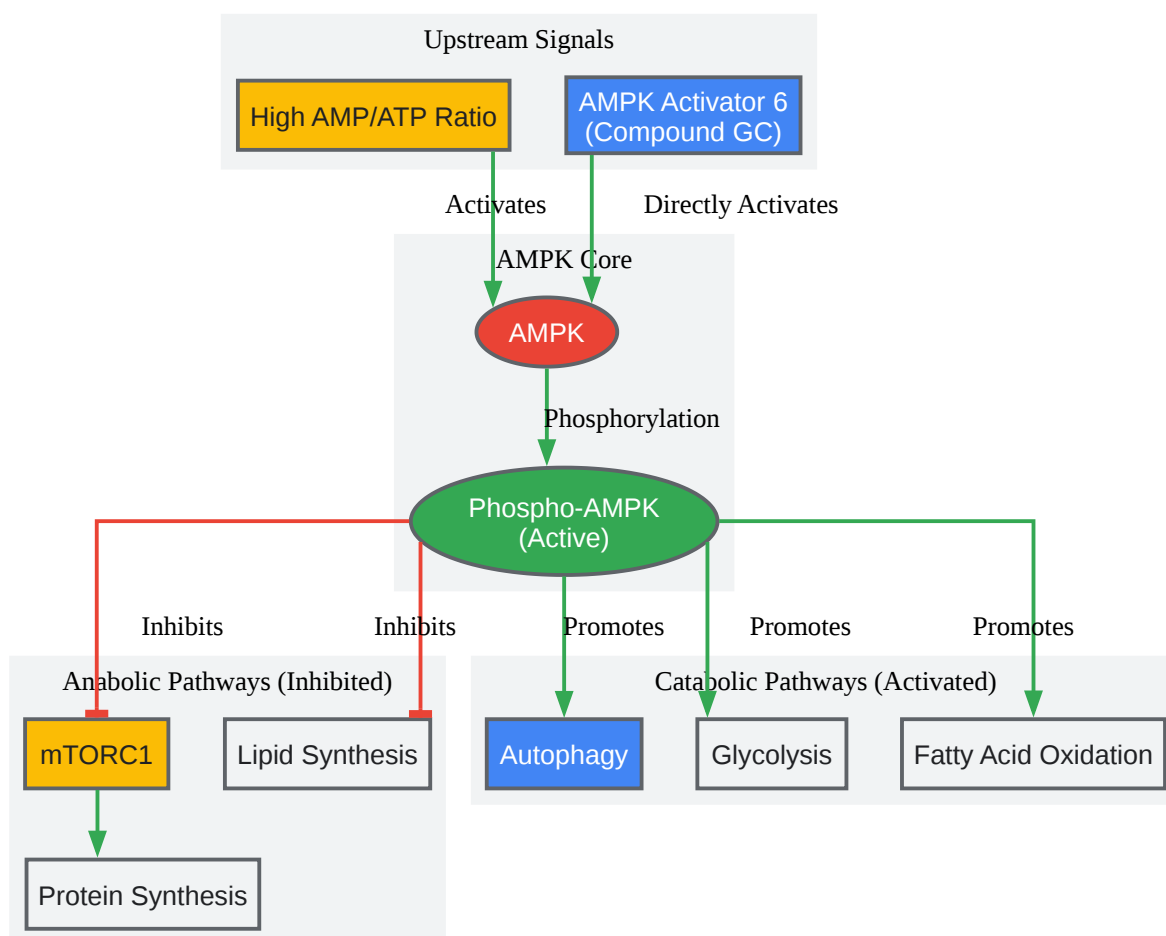 Upstream Signals
High AMP/ATP Ratio
AMPK Activator 6
(Compound GC)
Activates
Directly Activates
AMPK Core
AMPK
Phosphorylation
Phospho-AMPK
(Active)
Inhibits
Inhibits
Promotes
Promotes
Promotes
Anabolic Pathways (Inhibited)
Catabolic Pathways (Activated)
mTORC1
Lipid Synthesis
Autophagy
Glycolysis
Fatty Acid Oxidation
Protein Synthesis